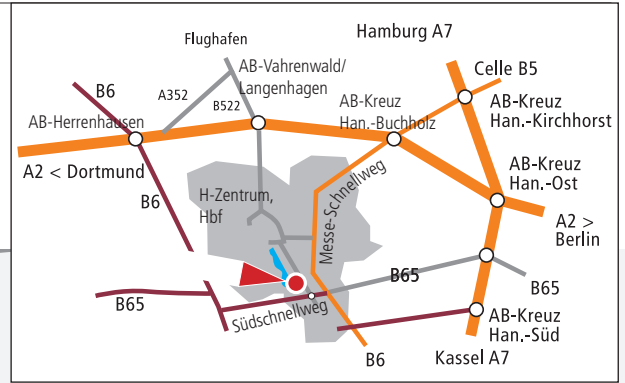 Hamburg A7
Flughafen
Celle B5
AB-Vahrenwald/
Langenhagen
B6
A352
B522
AB-Kreuz
Han.-Buchholz
AB-Kreuz
Han.-Kirchhorst
AB-Herrenhausen
A2 < Dortmund
AB-Kreuz
Han.-Ost
B6
H-Zentrum,
Hbf
Messe-Schnellweg
A2 >
Berlin
B65
B65
B65
Südschnellweg
AB-Kreuz
Han.-Süd
B6
Kassel A7